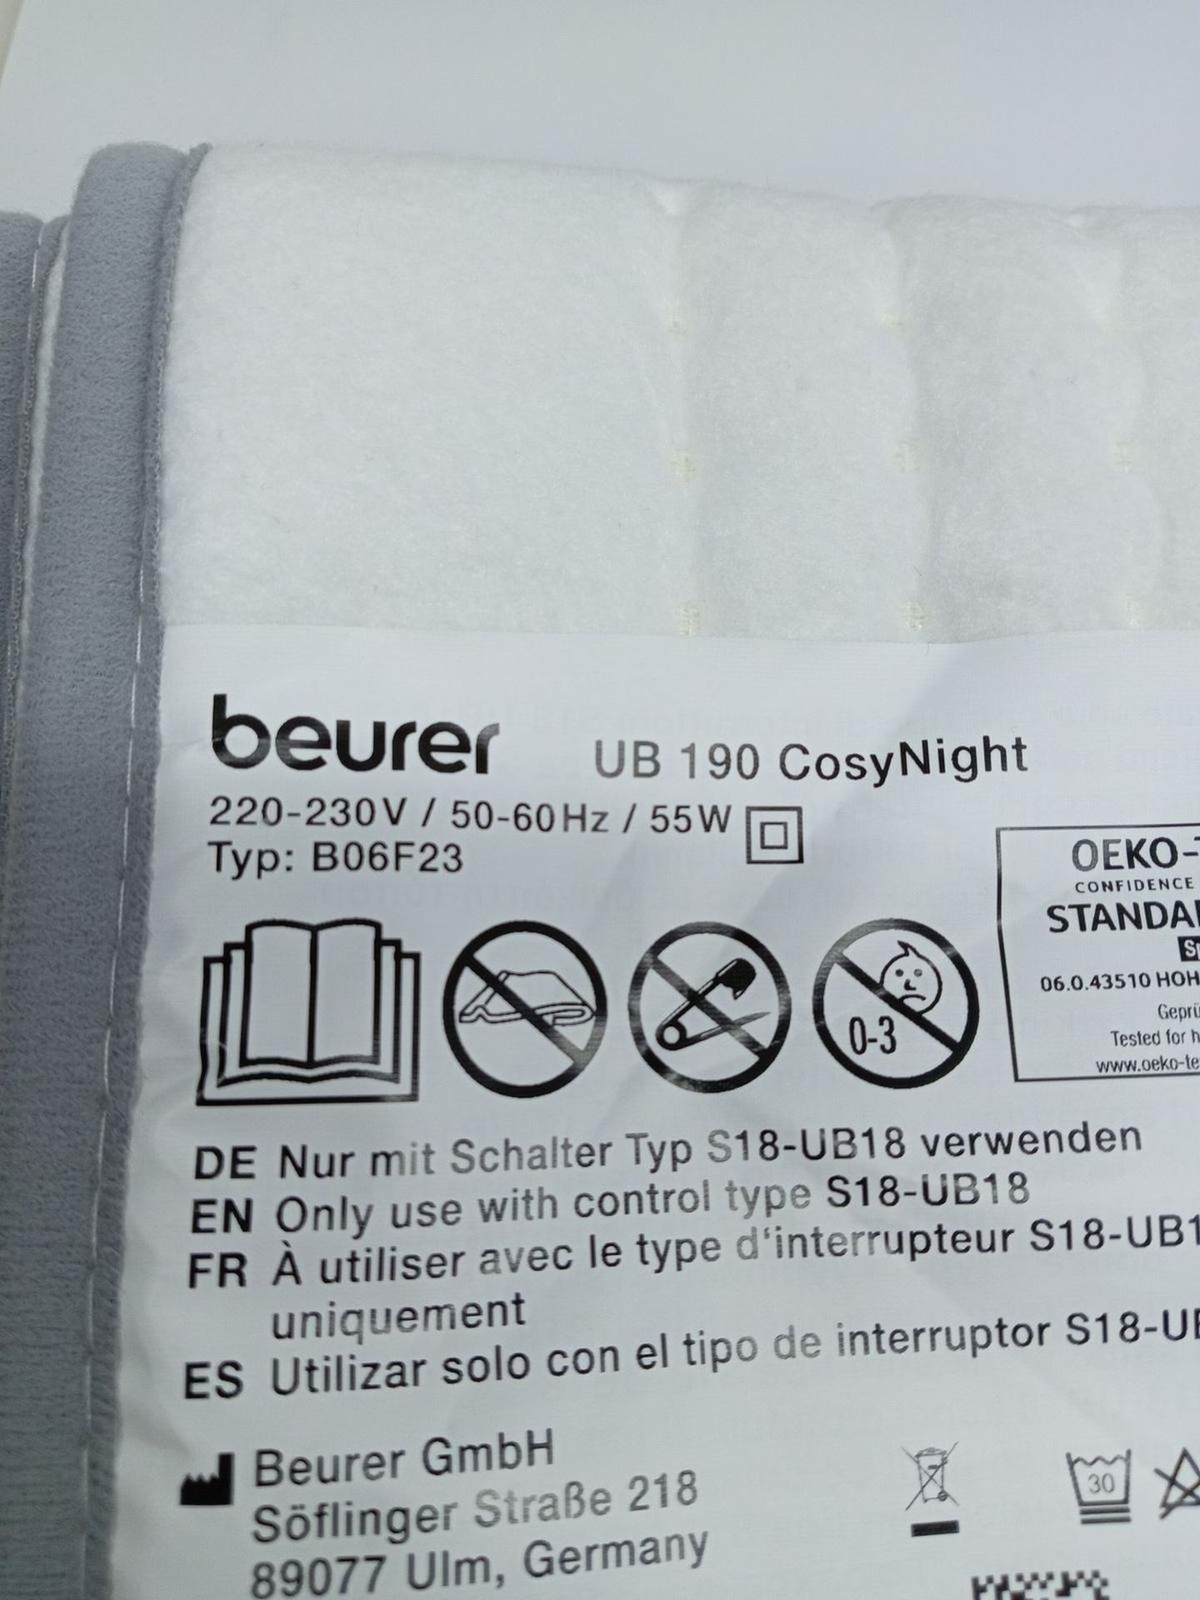 beurer UB 190 CosyNight
220-230V / 50-60Hz / 55W
Typ: B06F23
OEKO-T
CONFIDENCE
STANDA
06.0.43510 HOH
Geprü
Tested for h
www.oeko-te
0-3
DE Nur mit Schalter Typ S18-UB18 verwenden
EN Only use with control type S18-UB18
FR À utiliser avec le type d'interrupteur S18-UB1
uniquement
ES Utilizar solo con el tipo de interruptor S18-UB
Beurer GmbH
Söflinger Straße 218
89077 Ulm, Germany
30